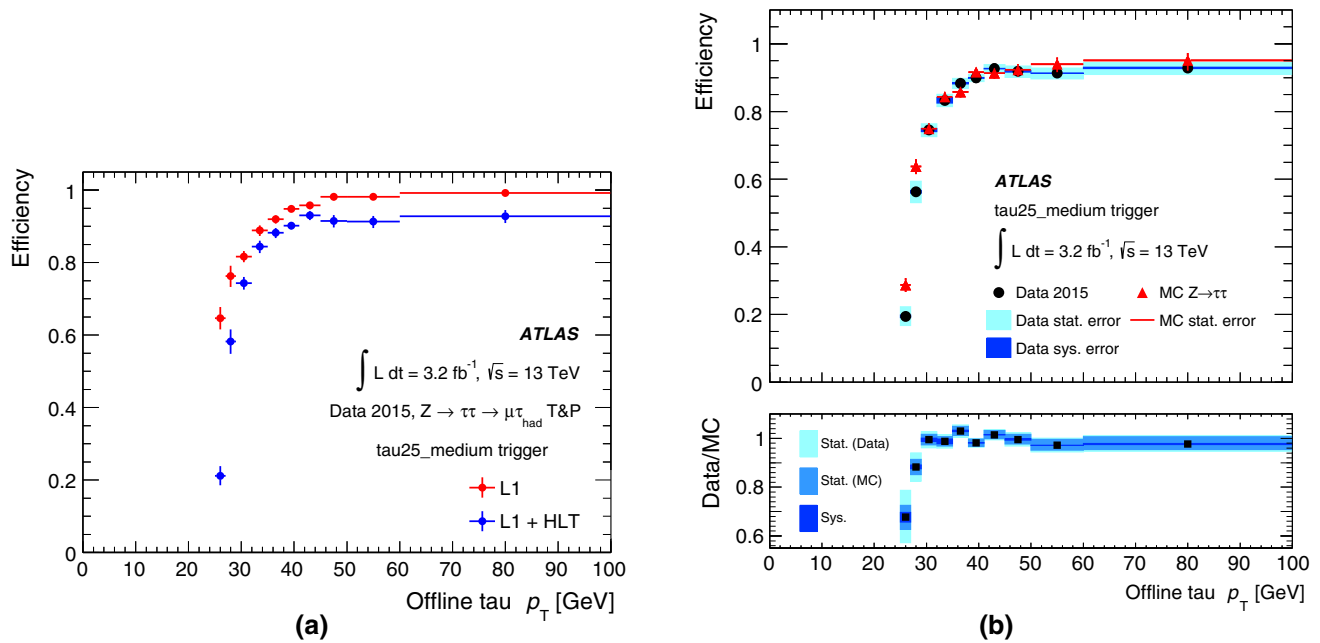 Efficiency
1
0.8
0.6
0.4
0.2
0
ATLAS
∫ L dt = 3.2 fb⁻¹, √s = 13 TeV
Data 2015, Z → ττ → μτ_had T&P
tau25_medium trigger
L1
L1 + HLT
0 10 20 30 40 50 60 70 80 90 100
Offline tau p_T [GeV]
(a)
Efficiency
1
0.8
0.6
0.4
0.2
0
ATLAS
tau25_medium trigger
∫ L dt = 3.2 fb⁻¹, √s = 13 TeV
Data 2015 MC Z→ττ
Data stat. error MC stat. error
Data sys. error
Data/MC
1
0.8
0.6
Stat. (Data)
Stat. (MC)
Sys.
0 10 20 30 40 50 60 70 80 90 100
Offline tau p_T [GeV]
(b)